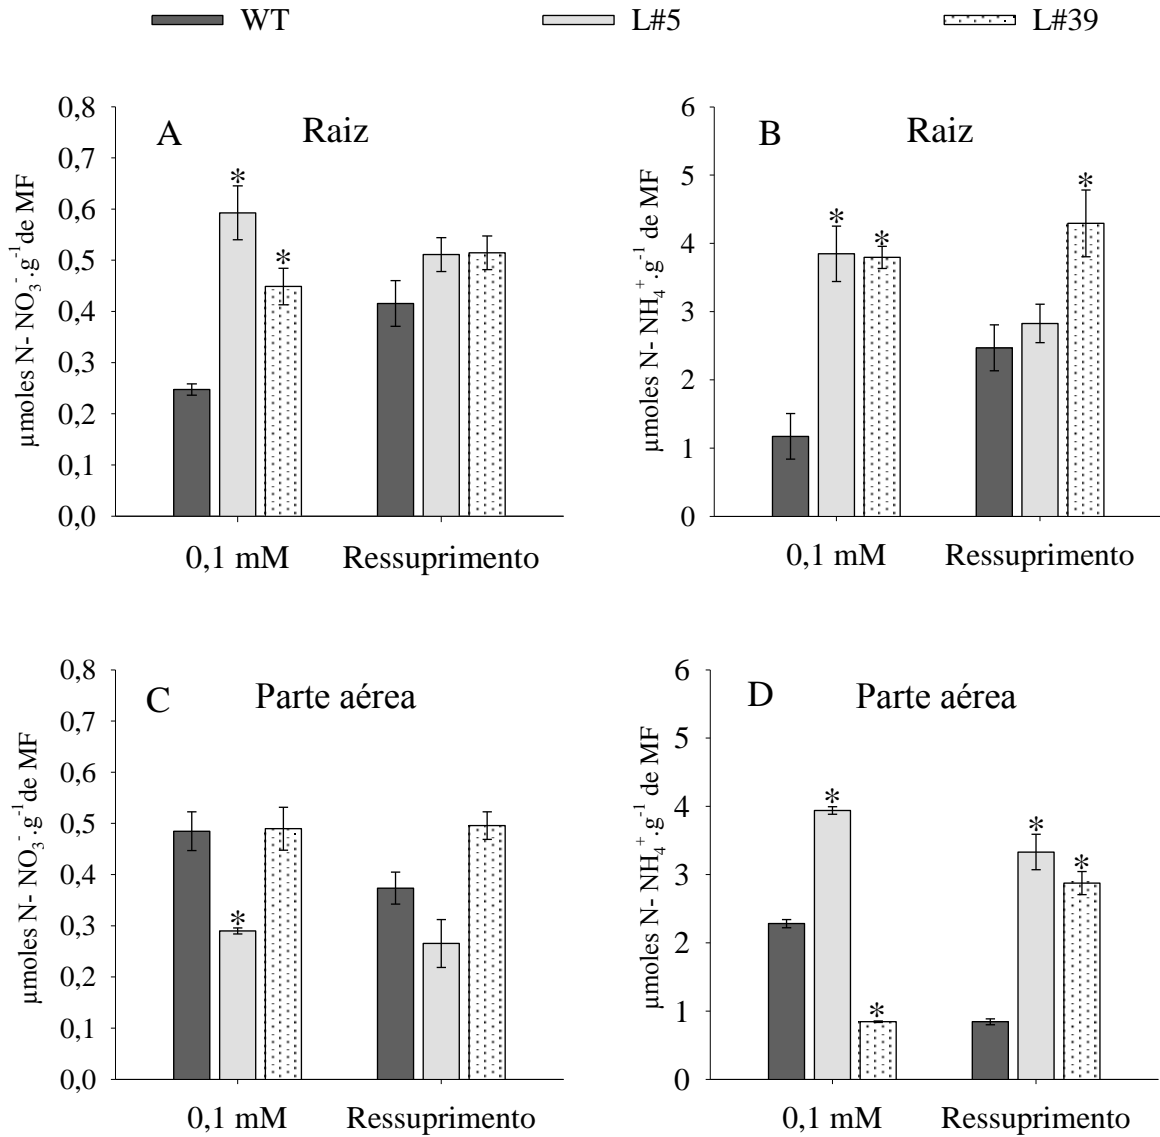 WT L#5 L#39
A Raiz
µmoles N- NO₃⁻.g⁻¹ de MF
0,8
0,7
0,6
0,5
0,4
0,3
0,2
0,1
0,0
* *
0,1 mM Ressuprimento
B Raiz
µmoles N- NH₄⁺.g⁻¹ de MF
6
5
4
3
2
1
0
* * *
0,1 mM Ressuprimento
C Parte aérea
µmoles N- NO₃⁻.g⁻¹ de MF
0,8
0,7
0,6
0,5
0,4
0,3
0,2
0,1
0,0
*
0,1 mM Ressuprimento
D Parte aérea
µmoles N- NH₄⁺.g⁻¹ de MF
6
5
4
3
2
1
0
* * * *
0,1 mM Ressuprimento